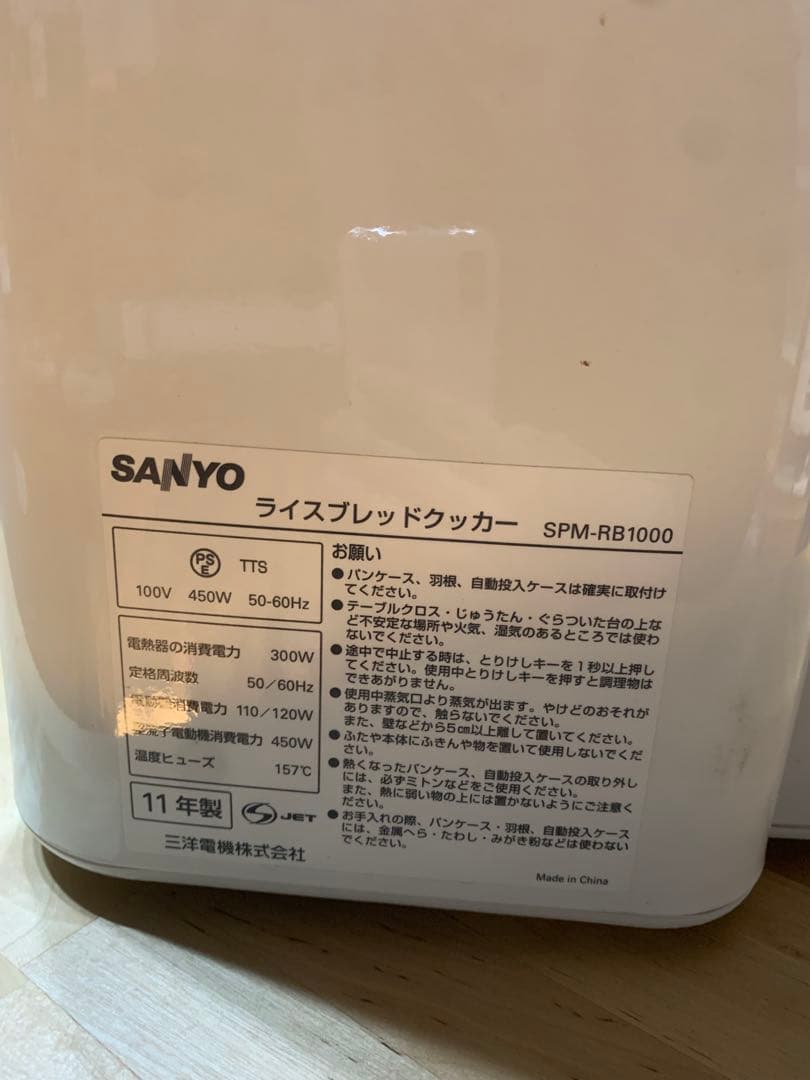 SANYO
ライスブレッドクッカー SPM-RB1000
PSE TTS
100V 450W 50-60Hz
電熱器の消費電力 300W
定格周波数 50/60Hz
消費電力 110/120W
電動機消費電力 450W
温度ヒューズ 157℃
11年製 JET
三洋電機株式会社
お願い
●パンケース、羽根、自動投入ケースは確実に取付け
てください。
●テーブルクロス・じゅうたん・ぐらついた台の上な
ど不安定な場所や火気、湿気のあるところでは使わ
ないでください。
●途中で中止する時は、とりけしキーを1秒以上押し
てください。使用中とりけしキーを押すと調理物は
できあがりません。
●使用中蒸気口より蒸気が出ます。やけどのおそれが
ありますので、触らないでください。
また、壁などから5cm以上離して置いてください。
●ふたや本体にふきんや物を置いて使用しないでくだ
さい。
●熱くなったパンケース、自動投入ケースの取り外し
には、必ずミトンなどをご使用ください。
また、熱に弱い物の上には置かないようにご注意く
ださい。
●お手入れの際、パンケース・羽根、自動投入ケース
には、金属へら・たわし・みがき粉などは使わない
でください。
Made in China